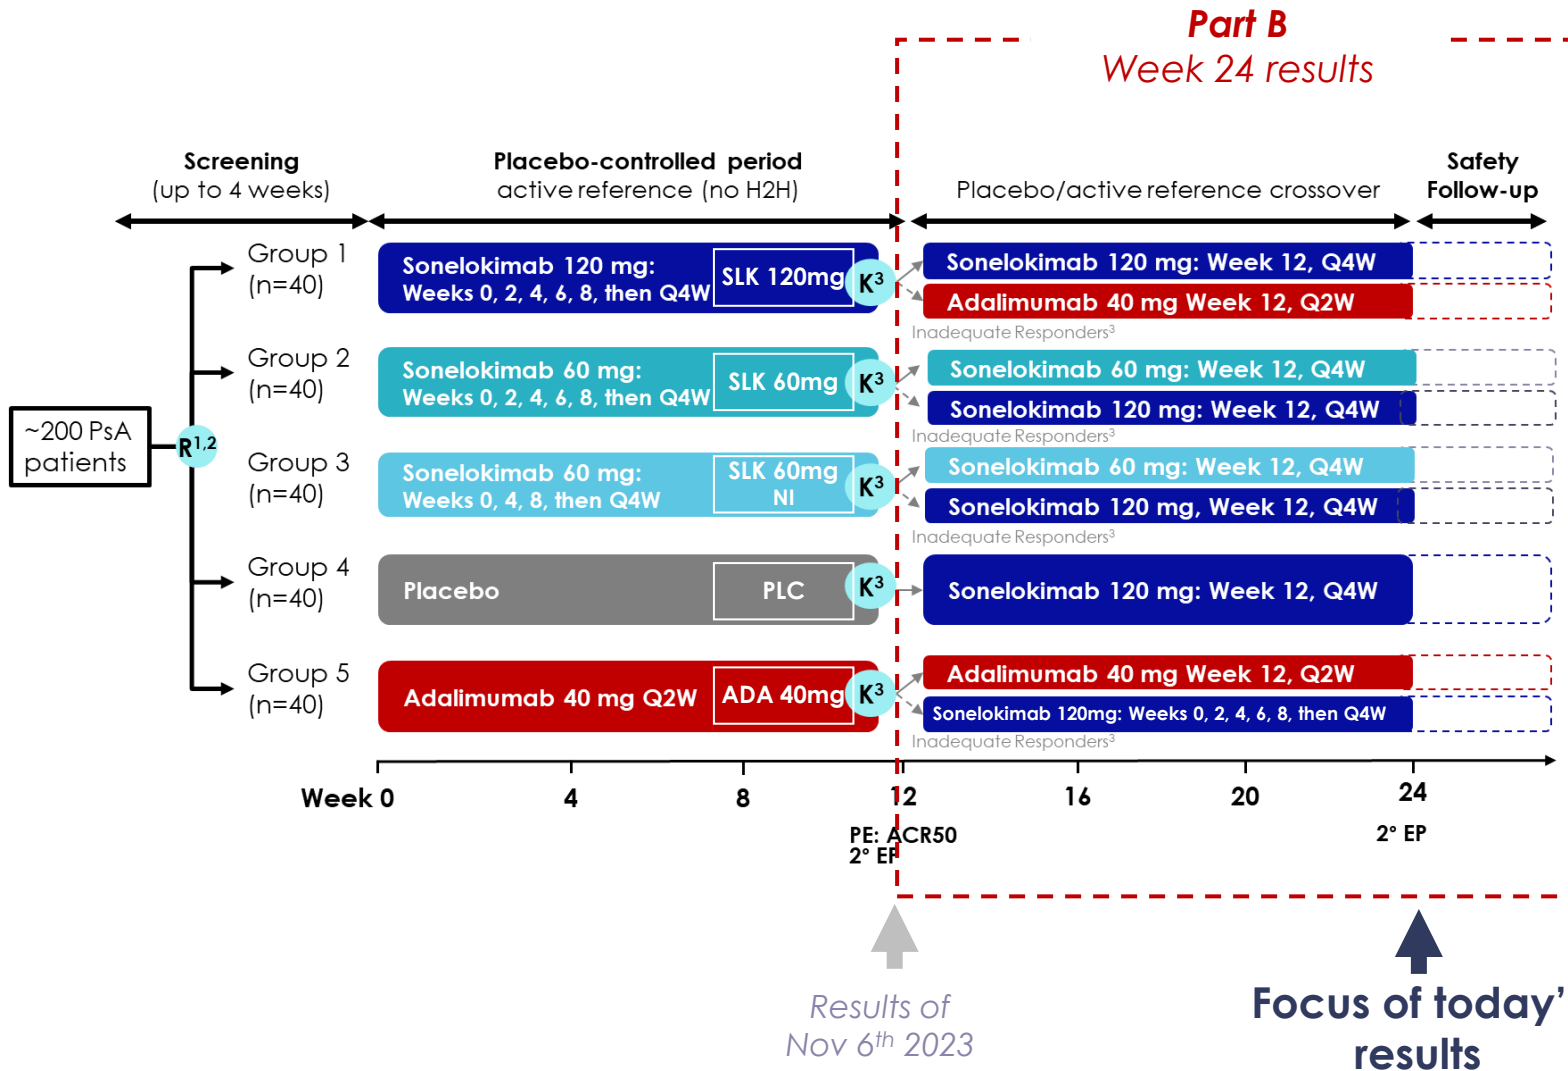 Part B
Week 24 results
Screening
(up to 4 weeks)
Placebo-controlled period
active reference (no H2H)
Placebo/active reference crossover
Safety
Follow-up
~200 PsA
patients
R1,2
Group 1
(n=40)
Sonelokimab 120 mg:
Weeks 0, 2, 4, 6, 8, then Q4W
SLK 120mg
K3
Sonelokimab 120 mg: Week 12, Q4W
Adalimumab 40 mg Week 12, Q2W
Inadequate Responders3
Group 2
(n=40)
Sonelokimab 60 mg:
Weeks 0, 2, 4, 6, 8, then Q4W
SLK 60mg
K3
Sonelokimab 60 mg: Week 12, Q4W
Sonelokimab 120 mg: Week 12, Q4W
Inadequate Responders3
Group 3
(n=40)
Sonelokimab 60 mg:
Weeks 0, 4, 8, then Q4W
SLK 60mg
NI
K3
Sonelokimab 60 mg: Week 12, Q4W
Sonelokimab 120 mg, Week 12, Q4W
Inadequate Responders3
Group 4
(n=40)
Placebo
PLC
K3
Sonelokimab 120 mg: Week 12, Q4W
Group 5
(n=40)
Adalimumab 40 mg Q2W
ADA 40mg
K3
Adalimumab 40 mg Week 12, Q2W
Sonelokimab 120mg: Weeks 0, 2, 4, 6, 8, then Q4W
Inadequate Responders3
Week 0 4 8 12 16 20 24
PE: ACR50
2° EP
2° EP
Results of
Nov 6th 2023
Focus of today'
results